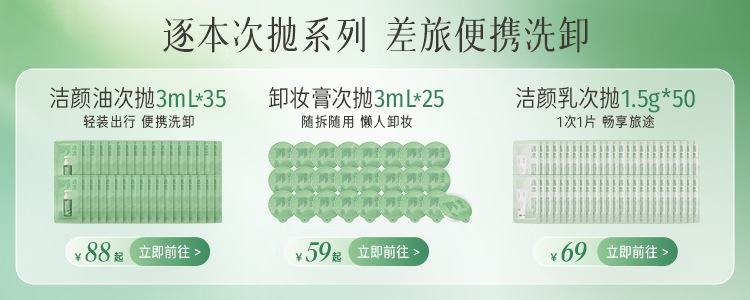 逐本次抛系列 差旅便携洗卸
洁颜油次抛3mL*35
轻装出行 便携洗卸
¥88起 立即前往 >
卸妆膏次抛3mL*25
随拆随用 懒人卸妆
¥59起 立即前往 >
洁颜乳次抛1.5g*50
1次1片 畅享旅途
¥69 立即前往 >